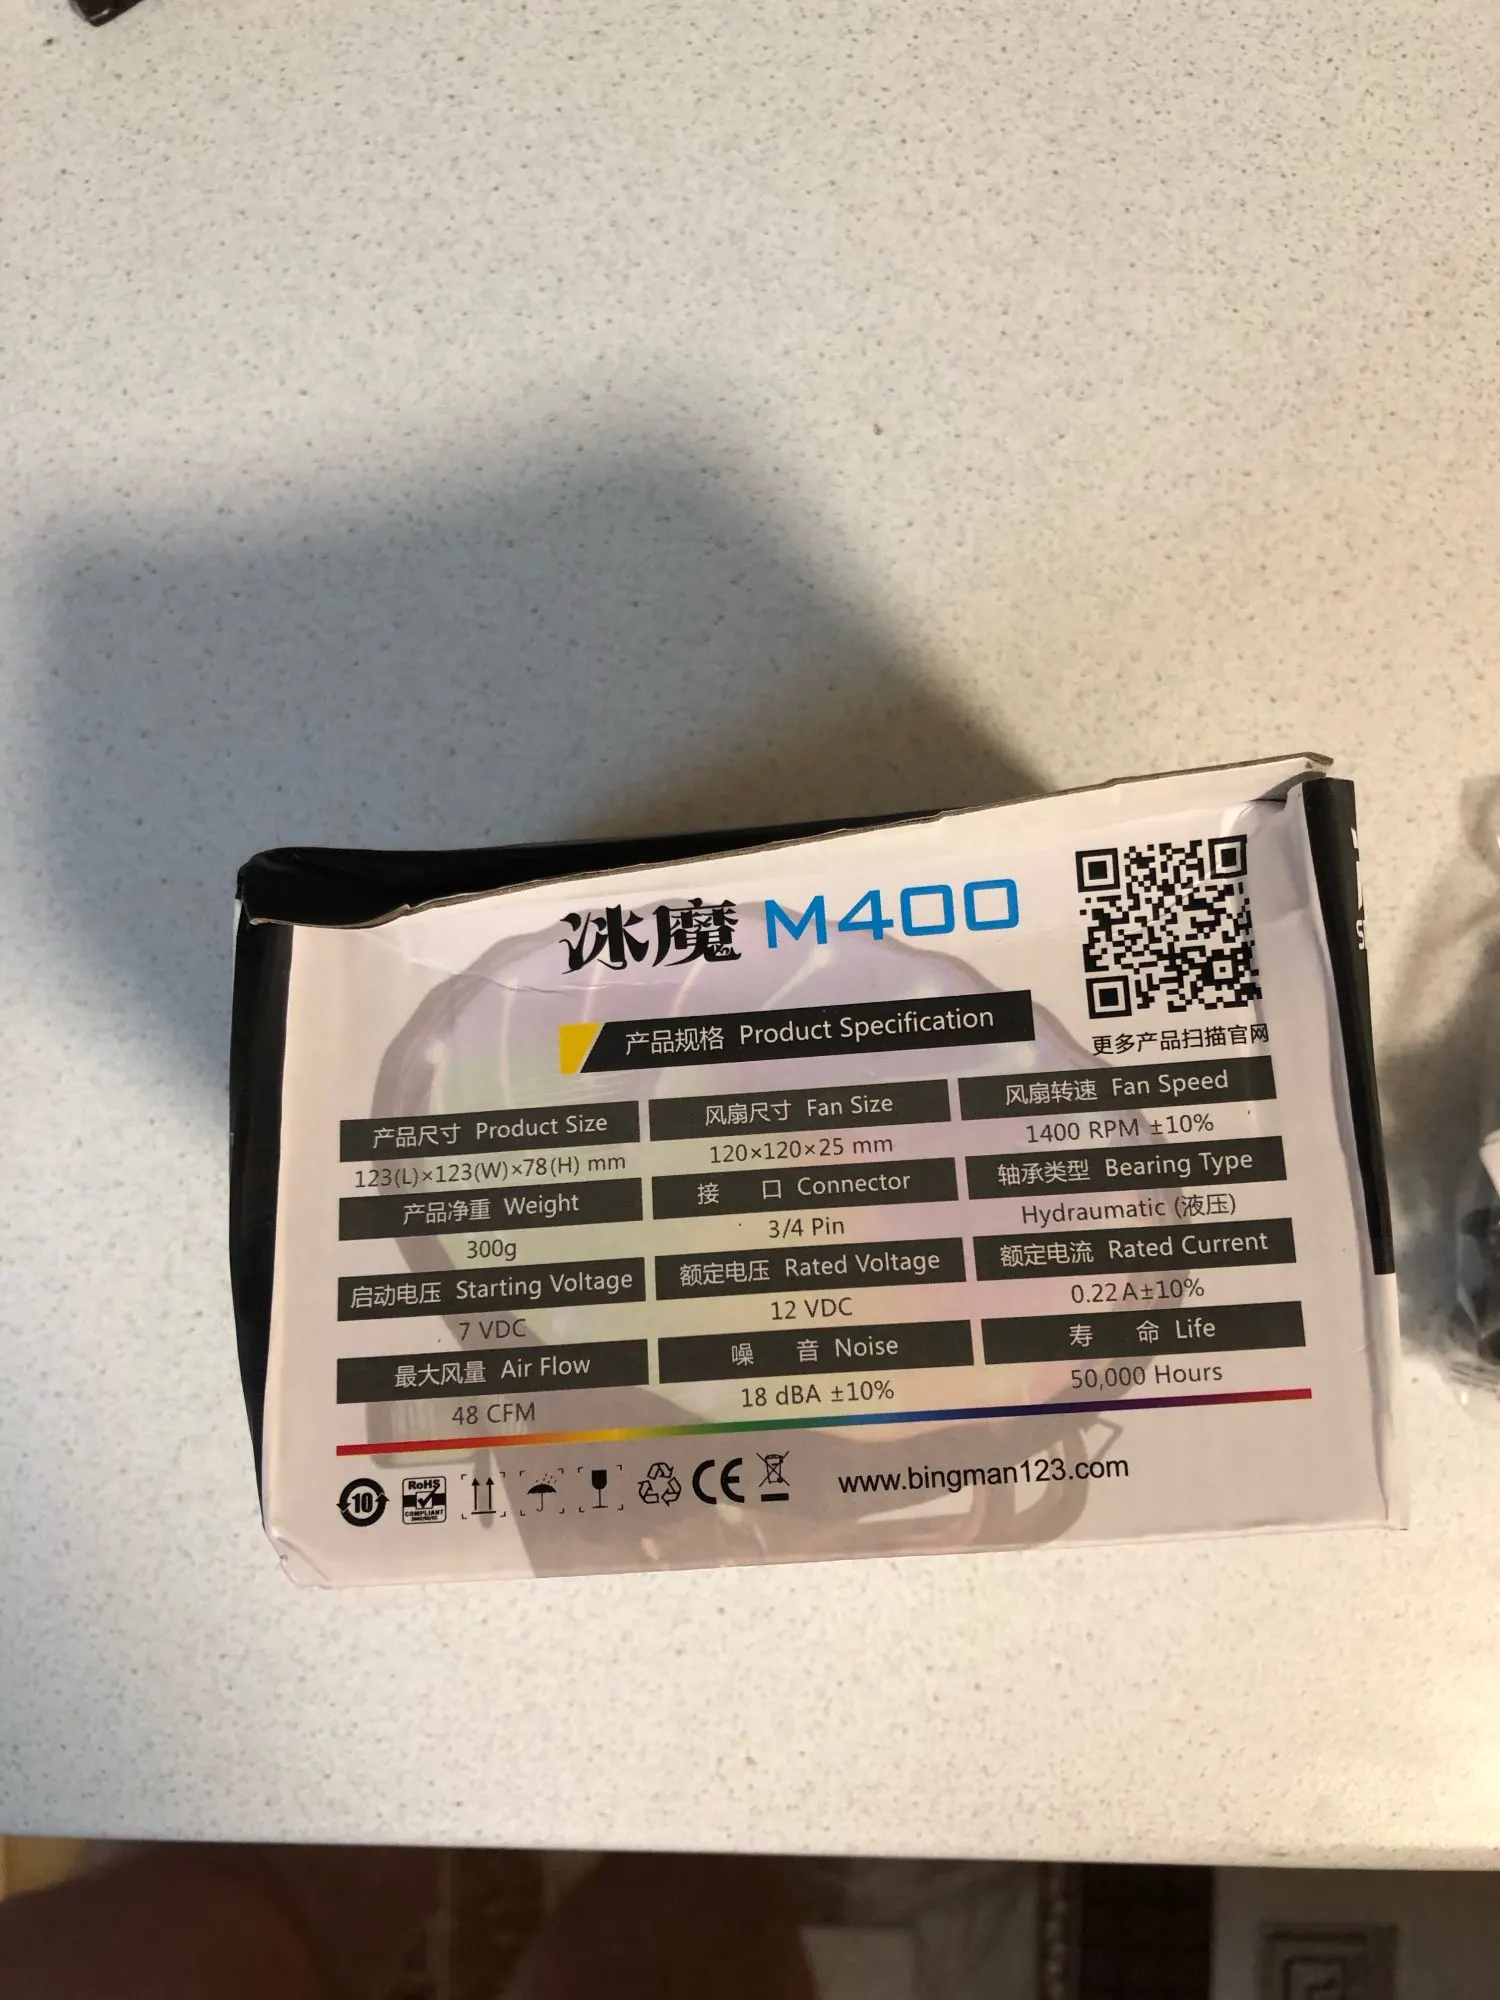 冰魔 M400
产品规格 Product Specification
更多产品扫描官网
产品尺寸 Product Size
123(L)×123(W)×78(H) mm
风扇尺寸 Fan Size
120×120×25 mm
风扇转速 Fan Speed
1400 RPM ±10%
产品净重 Weight
300g
接 口 Connector
3/4 Pin
轴承类型 Bearing Type
Hydraumatic (液压)
启动电压 Starting Voltage
7 VDC
额定电压 Rated Voltage
12 VDC
额定电流 Rated Current
0.22A±10%
最大风量 Air Flow
48 CFM
噪 音 Noise
18 dBA ±10%
寿 命 Life
50,000 Hours
10
RoHS
COMPLIANT
CE
www.bingman123.com